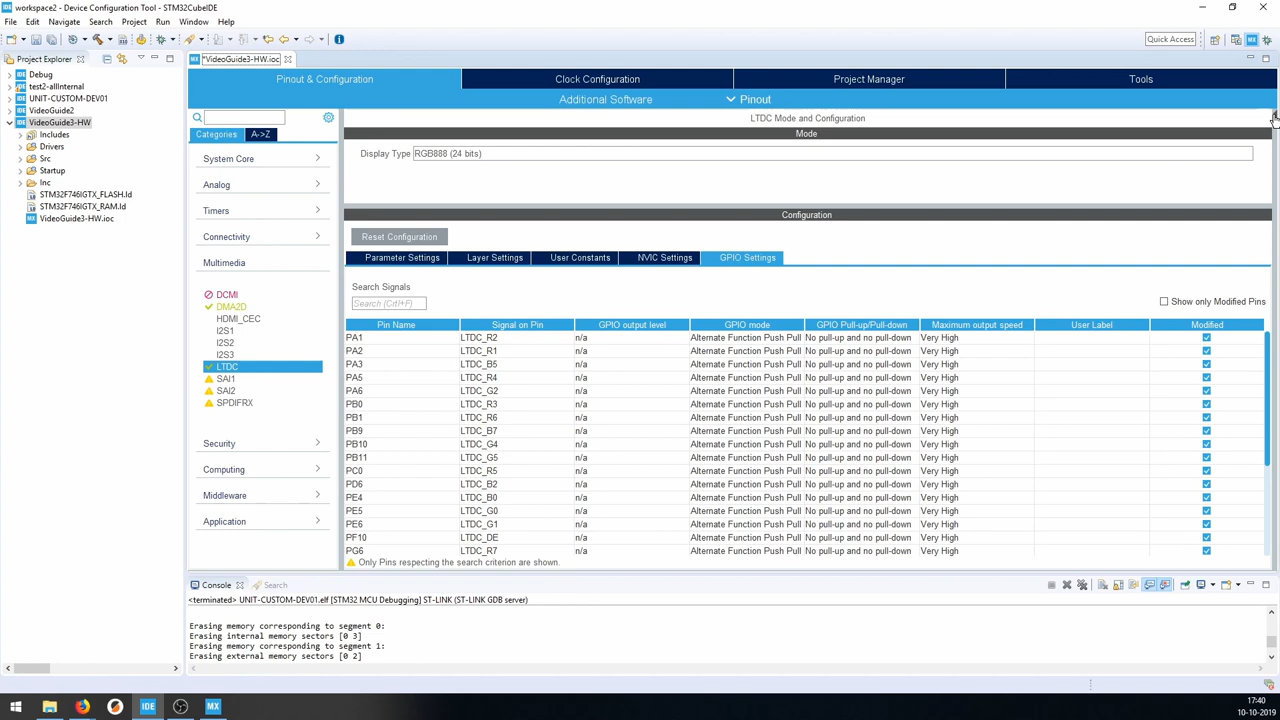 workspace2 - Device Configuration Tool - STM32CubeIDE
File Edit Navigate Search Project Run Window Help
Quick Access
Project Explorer
*VideoGuide3-HW.ioc
Debug
test2-allInternal
UNIT-CUSTOM-DEV01
VideoGuide2
VideoGuide3-HW
Includes
Drivers
Src
Startup
Inc
STM32F746IGTX_FLASH.ld
STM32F746IGTX_RAM.ld
VideoGuide3-HW.ioc
Pinout & Configuration
Clock Configuration
Project Manager
Tools
Additional Software
Pinout
Categories
A->Z
System Core
Analog
Timers
Connectivity
Multimedia
DCMI
DMA2D
HDMI_CEC
I2S1
I2S2
I2S3
LTDC
SAI1
SAI2
SPDIFRX
Security
Computing
Middleware
Application
LTDC Mode and Configuration
Mode
Display Type RGB888 (24 bits)
Configuration
Reset Configuration
Parameter Settings Layer Settings User Constants NVIC Settings GPIO Settings
Search Signals
Search (CrtI+F)
Show only Modified Pins
Pin Name Signal on Pin GPIO output level GPIO mode GPIO Pull-up/Pull-down Maximum output speed User Label Modified
PA1 LTDC_R2 n/a Alternate Function Push Pull No pull-up and no pull-down Very High
PA2 LTDC_R1 n/a Alternate Function Push Pull No pull-up and no pull-down Very High
PA3 LTDC_B5 n/a Alternate Function Push Pull No pull-up and no pull-down Very High
PA5 LTDC_R4 n/a Alternate Function Push Pull No pull-up and no pull-down Very High
PA6 LTDC_G2 n/a Alternate Function Push Pull No pull-up and no pull-down Very High
PB0 LTDC_R3 n/a Alternate Function Push Pull No pull-up and no pull-down Very High
PB1 LTDC_R6 n/a Alternate Function Push Pull No pull-up and no pull-down Very High
PB9 LTDC_B7 n/a Alternate Function Push Pull No pull-up and no pull-down Very High
PB10 LTDC_G4 n/a Alternate Function Push Pull No pull-up and no pull-down Very High
PB11 LTDC_G5 n/a Alternate Function Push Pull No pull-up and no pull-down Very High
PC0 LTDC_R5 n/a Alternate Function Push Pull No pull-up and no pull-down Very High
PD6 LTDC_B2 n/a Alternate Function Push Pull No pull-up and no pull-down Very High
PE4 LTDC_B0 n/a Alternate Function Push Pull No pull-up and no pull-down Very High
PE5 LTDC_G0 n/a Alternate Function Push Pull No pull-up and no pull-down Very High
PE6 LTDC_G1 n/a Alternate Function Push Pull No pull-up and no pull-down Very High
PF10 LTDC_DE n/a Alternate Function Push Pull No pull-up and no pull-down Very High
PG6 LTDC_R7 n/a Alternate Function Push Pull No pull-up and no pull-down Very High
Only Pins respecting the search criterion are shown.
Console Search
<terminated> UNIT-CUSTOM-DEV01.elf [STM32 MCU Debugging] ST-LINK (ST-LINK GDB server)
Erasing memory corresponding to segment 0:
Erasing internal memory sectors [0 3]
Erasing memory corresponding to segment 1:
Erasing external memory sectors [0 2]
IDE
MX
17:40
10-10-2019